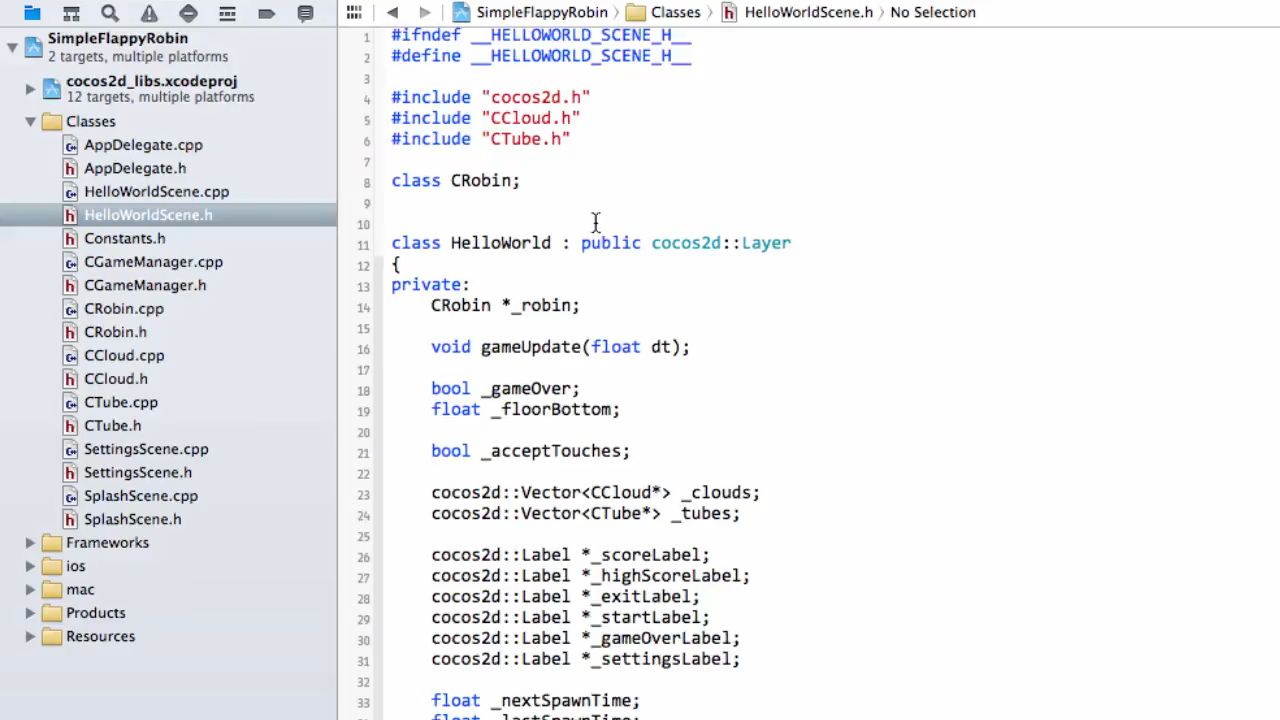 SimpleFlappyRobin
2 targets, multiple platforms
cocos2d_libs.xcodeproj
12 targets, multiple platforms
Classes
AppDelegate.cpp
AppDelegate.h
HelloWorldScene.cpp
HelloWorldScene.h
Constants.h
CGameManager.cpp
CGameManager.h
CRobin.cpp
CRobin.h
CCloud.cpp
CCloud.h
CTube.cpp
CTube.h
SettingsScene.cpp
SettingsScene.h
SplashScene.cpp
SplashScene.h
Frameworks
ios
mac
Products
Resources
SimpleFlappyRobin Classes HelloWorldScene.h No Selection
1 #ifndef __HELLOWORLD_SCENE_H__
2 #define __HELLOWORLD_SCENE_H__
3
4 #include "cocos2d.h"
5 #include "CCloud.h"
6 #include "CTube.h"
7
8 class CRobin;
9
10
11 class HelloWorld : public cocos2d::Layer
12 {
13 private:
14 CRobin *_robin;
15
16 void gameUpdate(float dt);
17
18 bool _gameOver;
19 float _floorBottom;
20
21 bool _acceptTouches;
22
23 cocos2d::Vector<CCloud*> _clouds;
24 cocos2d::Vector<CTube*> _tubes;
25
26 cocos2d::Label *_scoreLabel;
27 cocos2d::Label *_highScoreLabel;
28 cocos2d::Label *_exitLabel;
29 cocos2d::Label *_startLabel;
30 cocos2d::Label *_gameOverLabel;
31 cocos2d::Label *_settingsLabel;
32
33 float _nextSpawnTime;
float _lastSpawnTime;